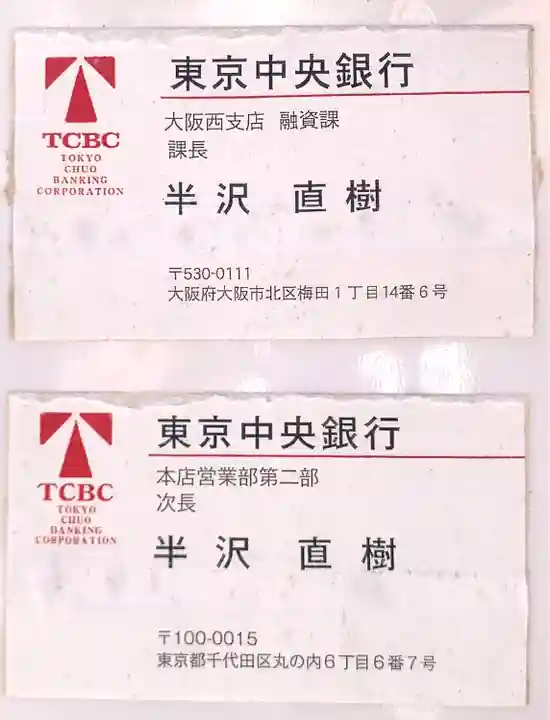 東京中央銀行
TCBC
TOKYO
CHUO
BANKING
CORPORATION
大阪西支店 融資課
課長
半沢 直樹
〒530-0111
大阪府大阪市北区梅田1丁目14番6号
東京中央銀行
TCBC
TOKYO
CHUO
BANKING
CORPORATION
本店営業部第二部
次長
半沢 直樹
〒100-0015
東京都千代田区丸の内6丁目6番7号